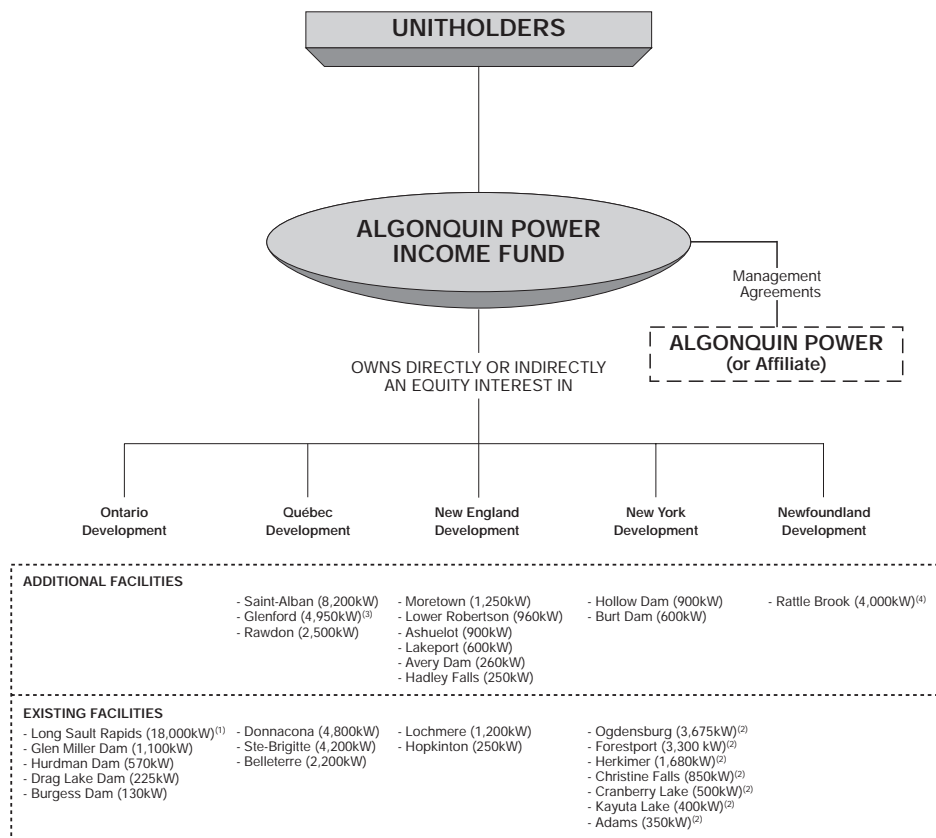 UNITHOLDERS
ALGONQUIN POWER
INCOME FUND
Management
Agreements
ALGONQUIN POWER
(or Affiliate)
OWNS DIRECTLY OR INDIRECTLY
AN EQUITY INTEREST IN
Ontario
Development
Québec
Development
New England
Development
New York
Development
Newfoundland
Development
ADDITIONAL FACILITIES
- Saint-Alban (8,200kW)
- Glenford (4,950kW)(3)
- Rawdon (2,500kW)
- Moretown (1,250kW)
- Lower Robertson (960kW)
- Ashuelot (900kW)
- Lakeport (600kW)
- Avery Dam (260kW)
- Hadley Falls (250kW)
- Hollow Dam (900kW)
- Burt Dam (600kW)
- Rattle Brook (4,000kW)(4)
EXISTING FACILITIES
- Long Sault Rapids (18,000kW)(1)
- Glen Miller Dam (1,100kW)
- Hurdman Dam (570kW)
- Drag Lake Dam (225kW)
- Burgess Dam (130kW)
- Donnacona (4,800kW)
- Ste-Brigitte (4,200kW)
- Belleterre (2,200kW)
- Lochmere (1,200kW)
- Hopkinton (250kW)
- Ogdensburg (3,675kW)(2)
- Forestport (3,300 kW)(2)
- Herkimer (1,680kW)(2)
- Christine Falls (850kW)(2)
- Cranberry Lake (500kW)(2)
- Kayuta Lake (400kW)(2)
- Adams (350kW)(2)